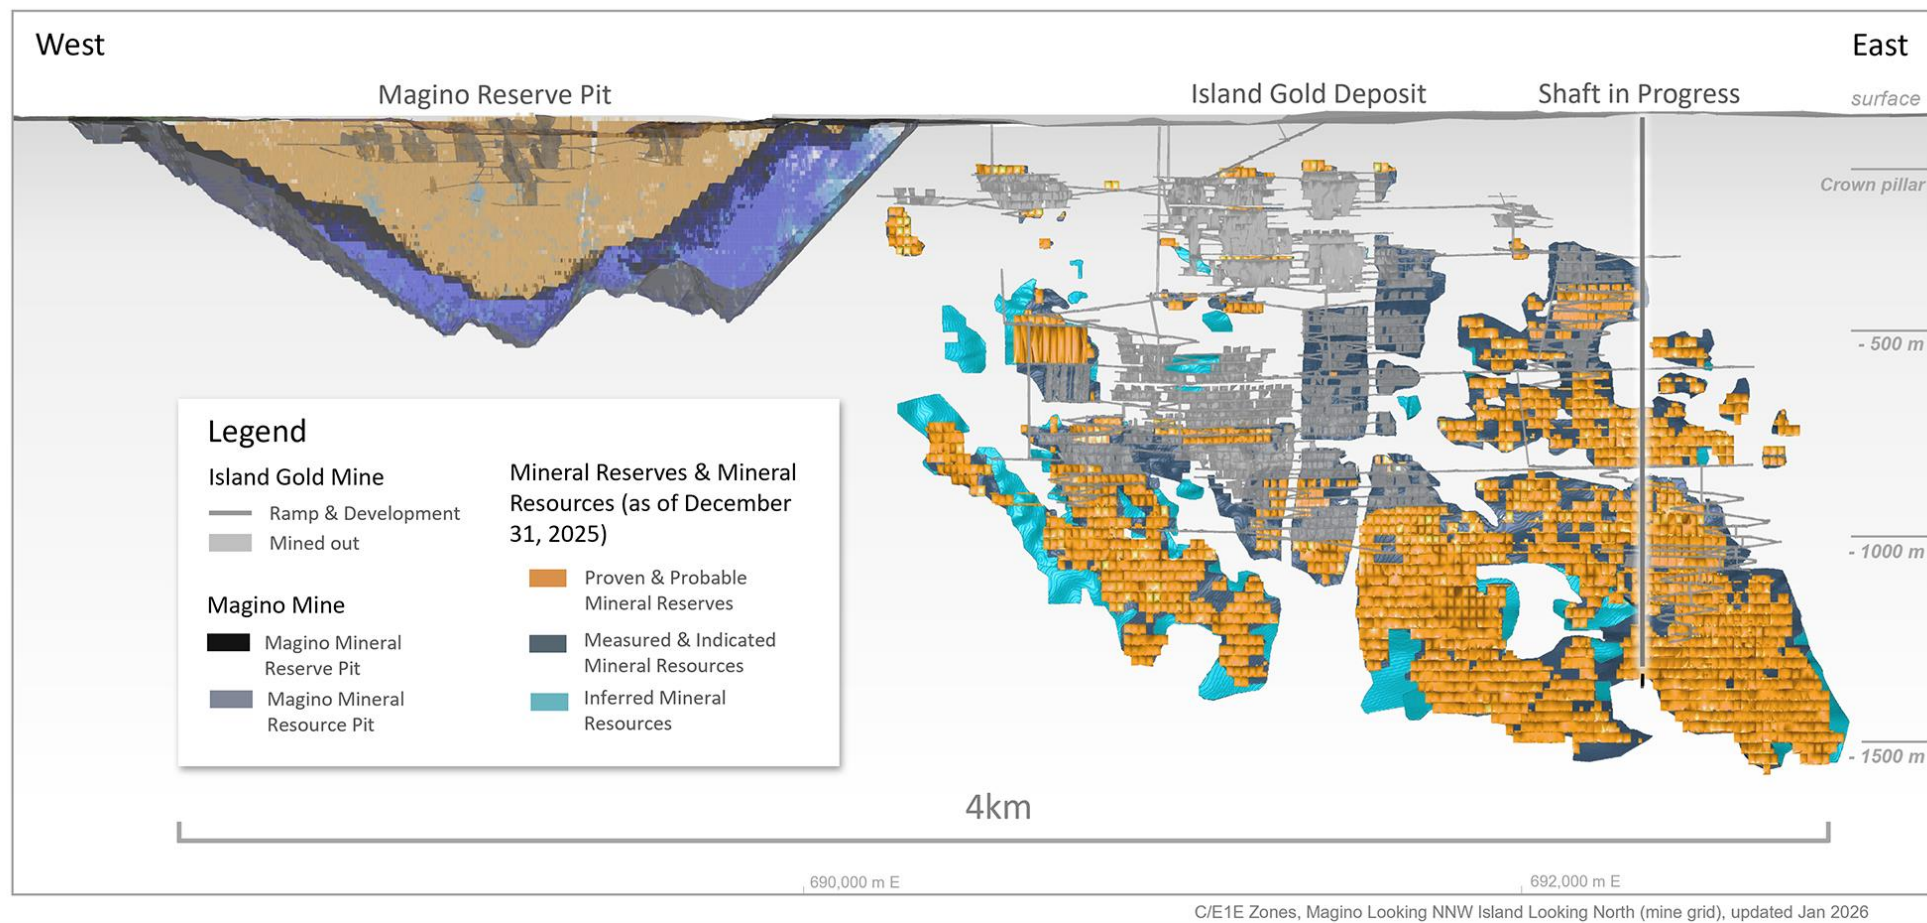 West
East
Magino Reserve Pit
Island Gold Deposit
Shaft in Progress
surface
Crown pillar
- 500 m
- 1000 m
- 1500 m
Legend
Island Gold Mine
Ramp & Development
Mined out
Magino Mine
Magino Mineral
Reserve Pit
Magino Mineral
Resource Pit
Mineral Reserves & Mineral
Resources (as of December
31, 2025)
Proven & Probable
Mineral Reserves
Measured & Indicated
Mineral Resources
Inferred Mineral
Resources
4km
690,000 m E
692,000 m E
C/E1E Zones, Magino Looking NNW Island Looking North (mine grid), updated Jan 2026